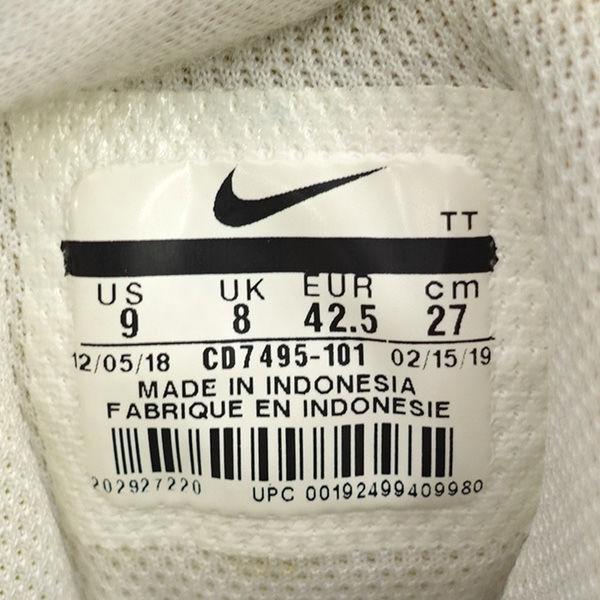 TT
US UK EUR cm
9 8 42.5 27
12/05/18 CD7495-101 02/15/19
MADE IN INDONESIA
FABRIQUE EN INDONESIE
202927220 UPC 00192499409980